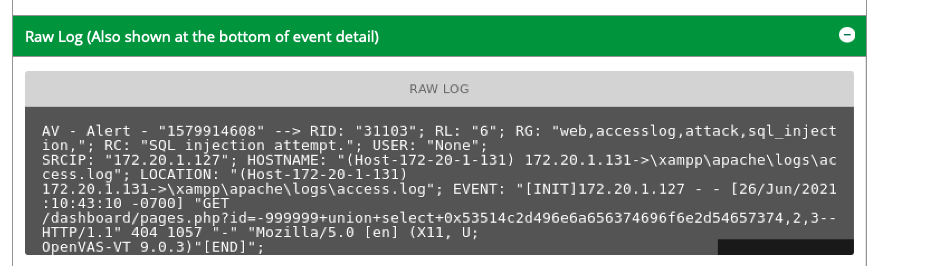 Raw Log (Also shown at the bottom of event detail)
RAW LOG
AV - Alert - "1579914608" --> RID: "31103"; RL: "6"; RG: "web,accesslog,attack,sql_inject
ion,"; RC: "SQL injection attempt."; USER: "None";
SRCIP: "172.20.1.127"; HOSTNAME: "(Host-172-20-1-131) 172.20.1.131->\xampp\apache\logs\ac
cess.log"; LOCATION: "(Host-172-20-1-131)
172.20.1.131->\xampp\apache\logs\access.log"; EVENT: "[INIT]172.20.1.127 - - [26/Jun/2021
:10:43:10 -0700] "GET
/dashboard/pages.php?id=-999999+union+select+0x53514c2d496e6a656374696f6e2d54657374,2,3--
HTTP/1.1" 404 1057 "-" "Mozilla/5.0 [en] (X11, U;
OpenVAS-VT 9.0.3)"[END]";